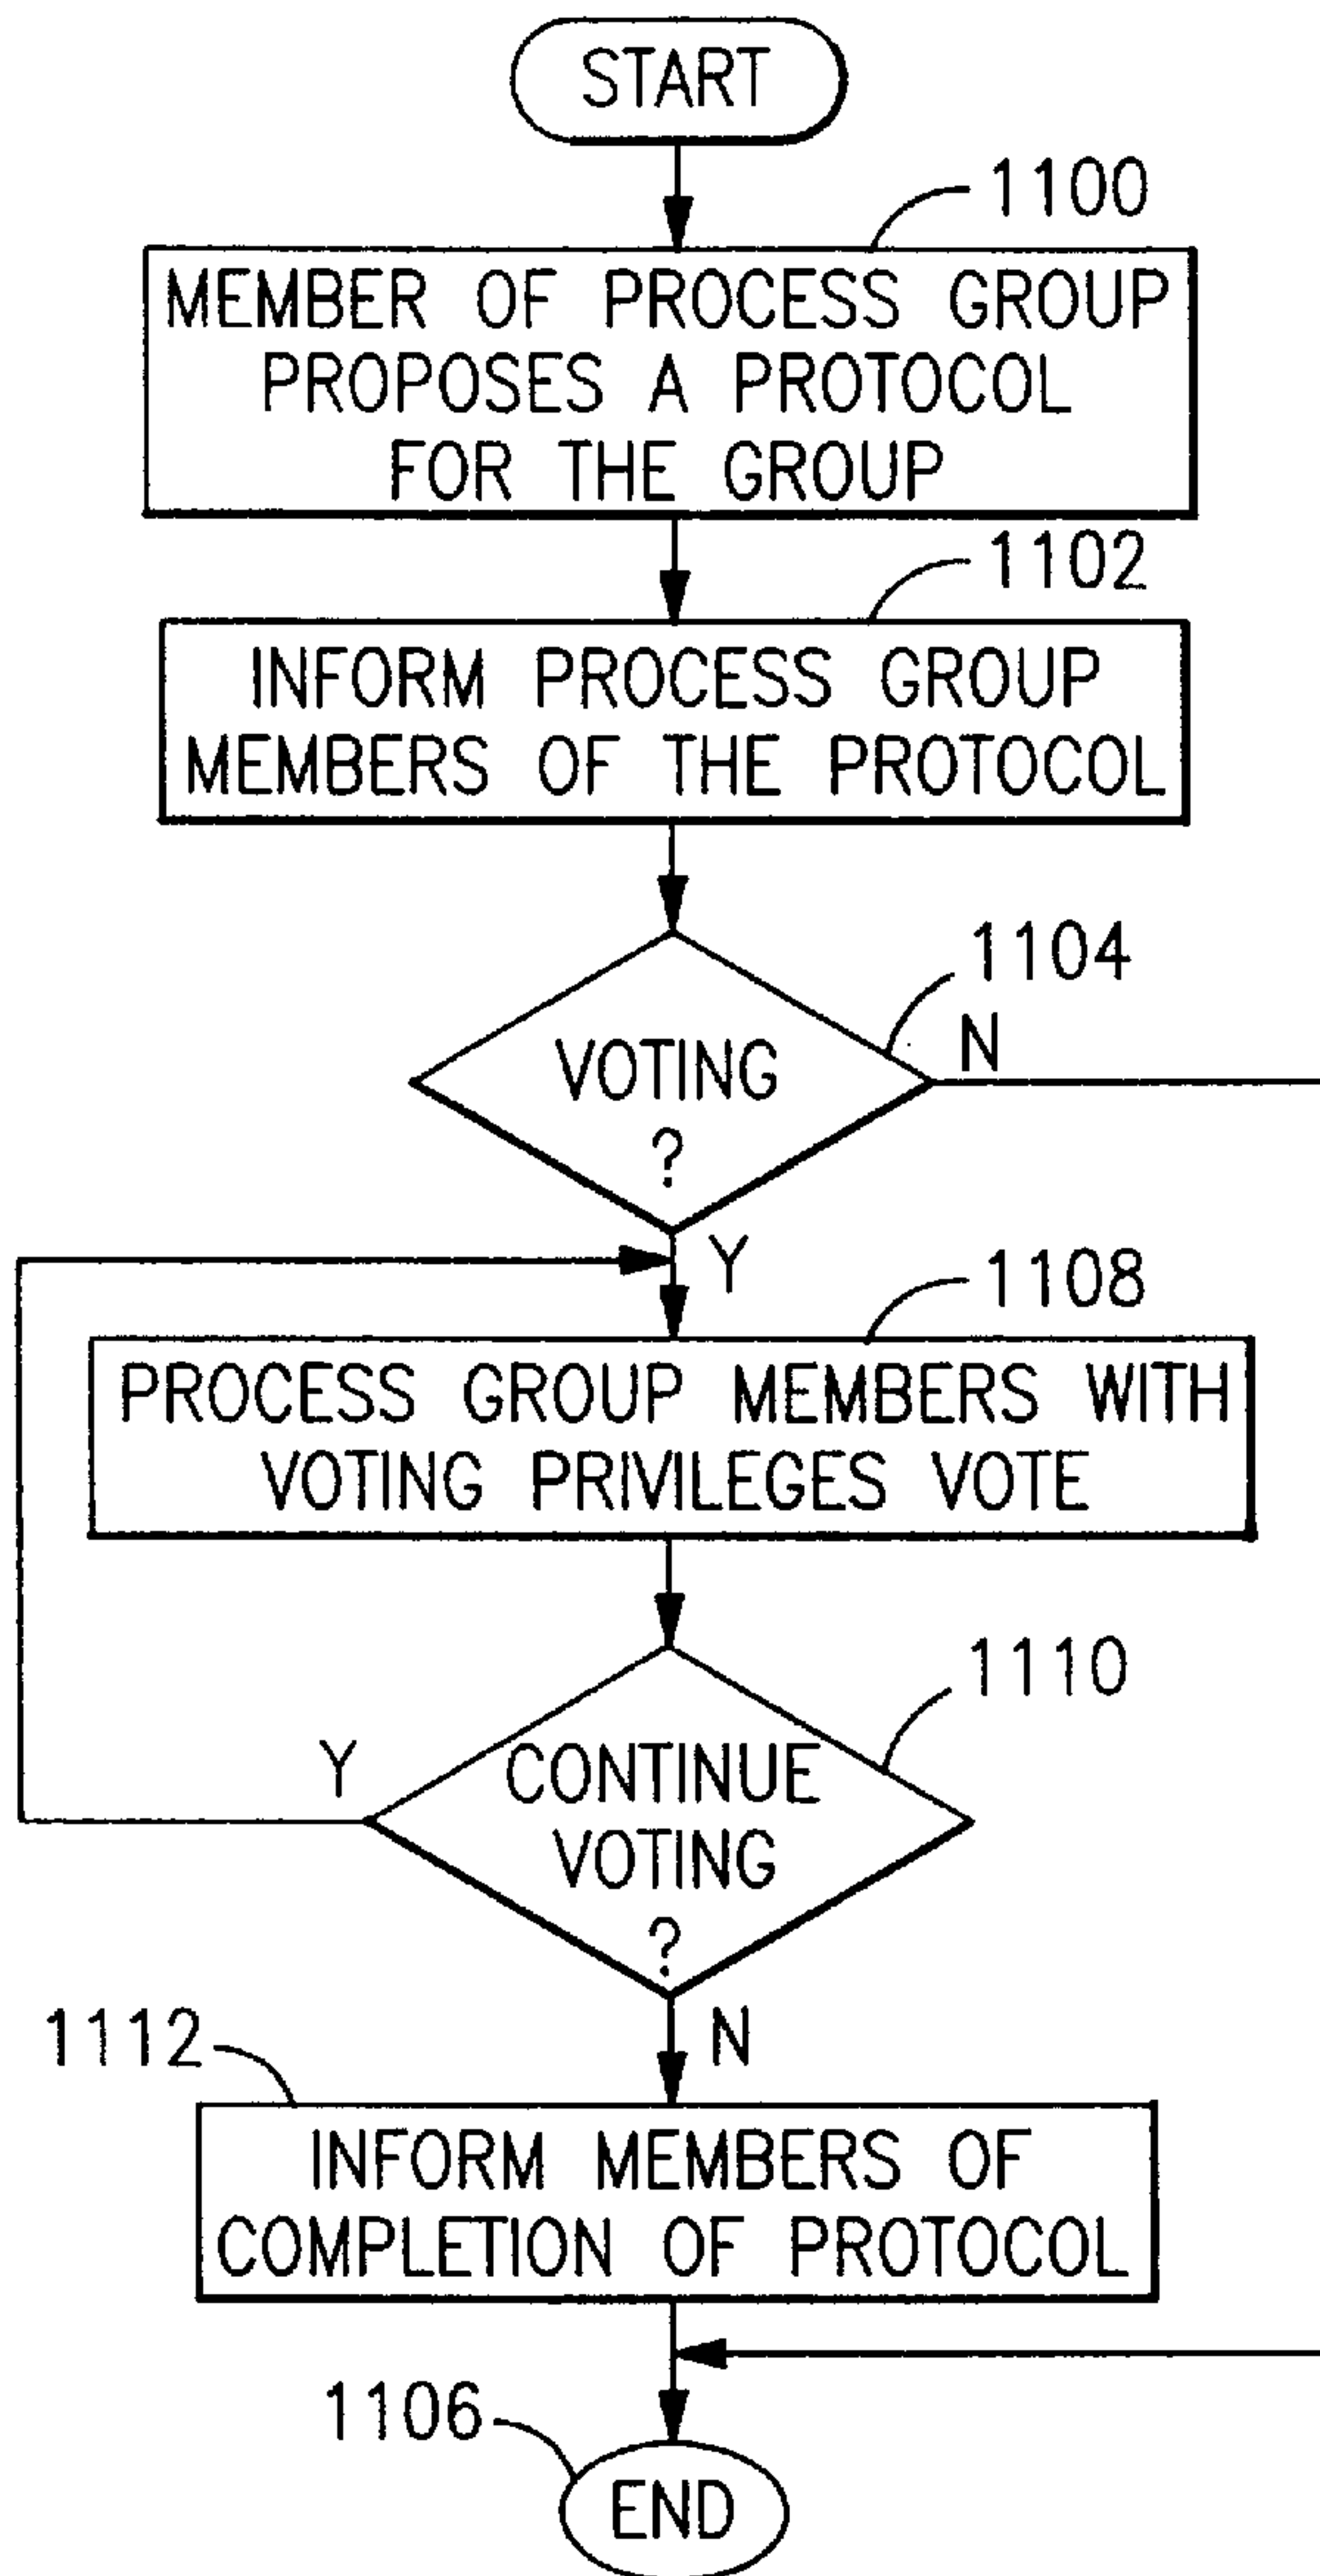 START
1100
MEMBER OF PROCESS GROUP
PROPOSES A PROTOCOL
FOR THE GROUP
1102
INFORM PROCESS GROUP
MEMBERS OF THE PROTOCOL
1104
N
VOTING
?
Y
1108
PROCESS GROUP MEMBERS WITH
VOTING PRIVILEGES VOTE
1110
Y
CONTINUE
VOTING
?
N
1112
INFORM MEMBERS OF
COMPLETION OF PROTOCOL
1106
END